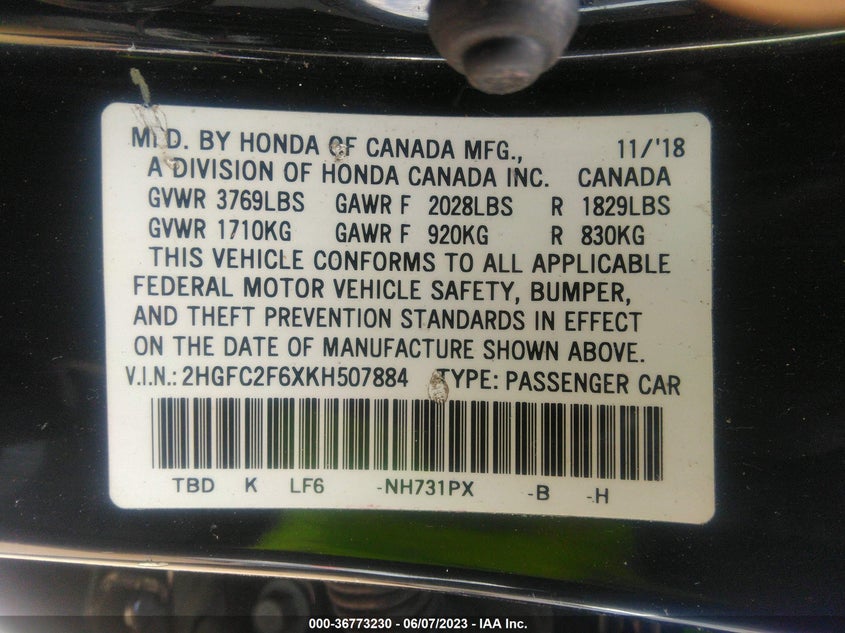 MFD. BY HONDA OF CANADA MFG., 11/'18
A DIVISION OF HONDA CANADA INC. CANADA
GVWR 3769LBS GAWR F 2028LBS R 1829LBS
GVWR 1710KG GAWR F 920KG R 830KG
THIS VEHICLE CONFORMS TO ALL APPLICABLE
FEDERAL MOTOR VEHICLE SAFETY, BUMPER,
AND THEFT PREVENTION STANDARDS IN EFFECT
ON THE DATE OF MANUFACTURE SHOWN ABOVE.
V.I.N.: 2HGFC2F6XKH507884 TYPE: PASSENGER CAR
TBD K LF6 -NH731PX -B -H
000-36773230 - 06/07/2023 - IAA Inc.